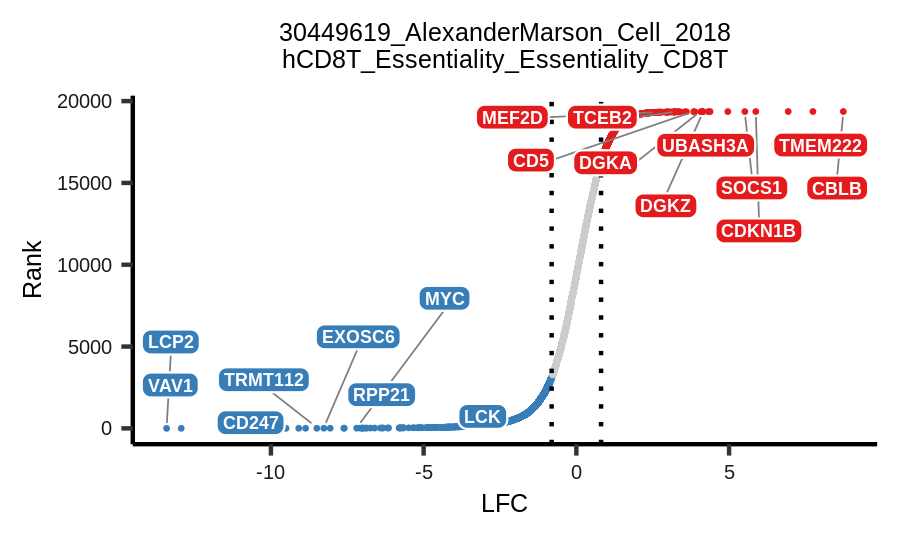 30449619_AlexanderMarson_Cell_2018
hCD8T_Essentiality_Essentiality_CD8T
20000
15000
10000
5000
0
Rank
MEF2D
TCEB2
CD5
DGKA
UBASH3A
TMEM222
SOCS1
CBLB
DGKZ
CDKN1B
MYC
LCP2
EXOSC6
VAV1
TRMT112
RPP21
CD247
LCK
-10
-5
0
5
LFC